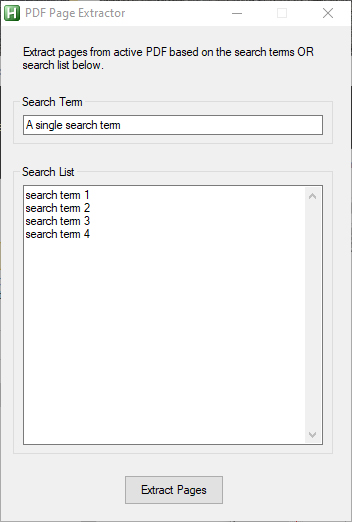 PDF Page Extractor
Extract pages from active PDF based on the search terms OR
search list below.
Search Term
A single search term
Search List
search term 1
search term 2
search term 3
search term 4
Extract Pages